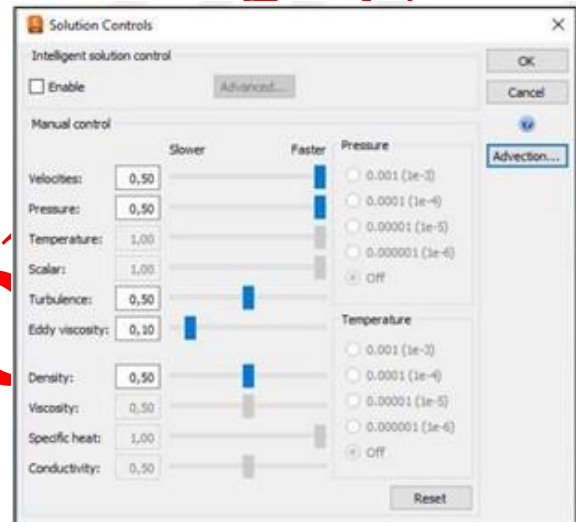 Solution Controls
Intelligent solution control
OK
Enable
Advanced...
Cancel
Manual control
Slower
Faster
Pressure
Advection...
Velocities:
0,50
0.001 (1e-3)
Pressure:
0,50
0.0001 (1e-4)
0.00001 (1e-5)
Temperature:
1,00
0.000001 (1e-6)
Scalar:
1,00
Off
Turbulence:
0,50
Temperature
Eddy viscosity:
0,10
0.001 (1e-3)
Density:
0,50
0.0001 (1e-4)
Viscosity:
0,50
0.00001 (1e-5)
0.000001 (1e-6)
Specific heat:
1,00
Off
Conductivity:
0,50
Reset